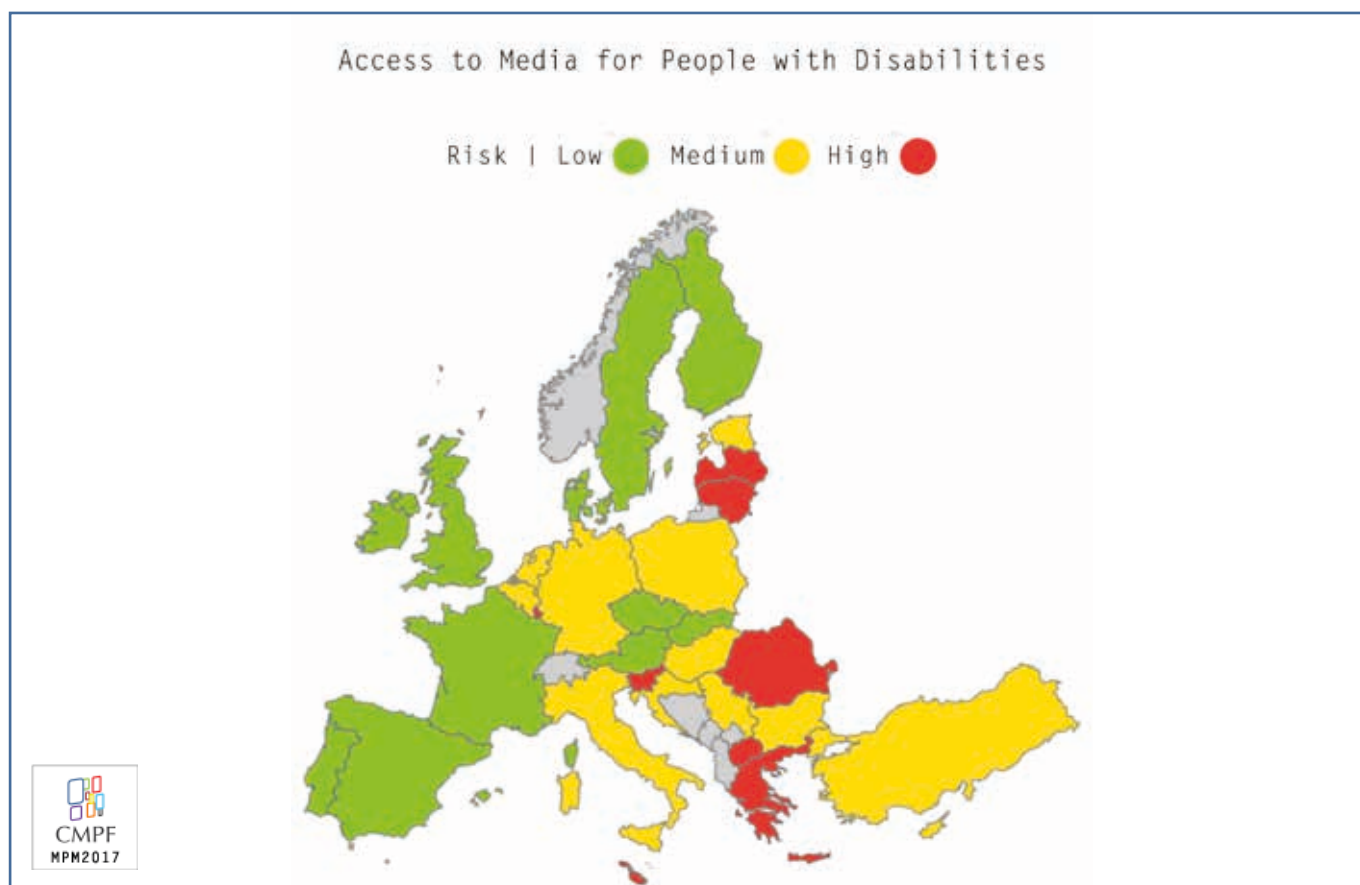 Access to Media for People with Disabilities
Risk | Low Medium High
CMPF
MPM2017